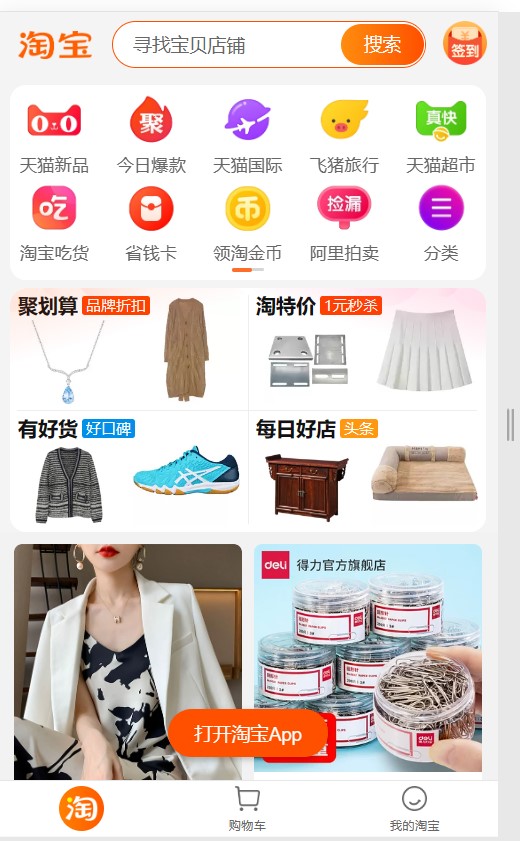 淘宝
寻找宝贝店铺
搜索
签到
聚
真快
天猫新品
今日爆款
天猫国际
飞猪旅行
天猫超市
吃
币
捡漏
淘宝吃货
省钱卡
领淘金币
阿里拍卖
分类
聚划算 品牌折扣
淘特价 1元秒杀
有好货 好口碑
每日好店 头条
deli 得力官方旗舰店
deli
打开淘宝App
淘
购物车
我的淘宝